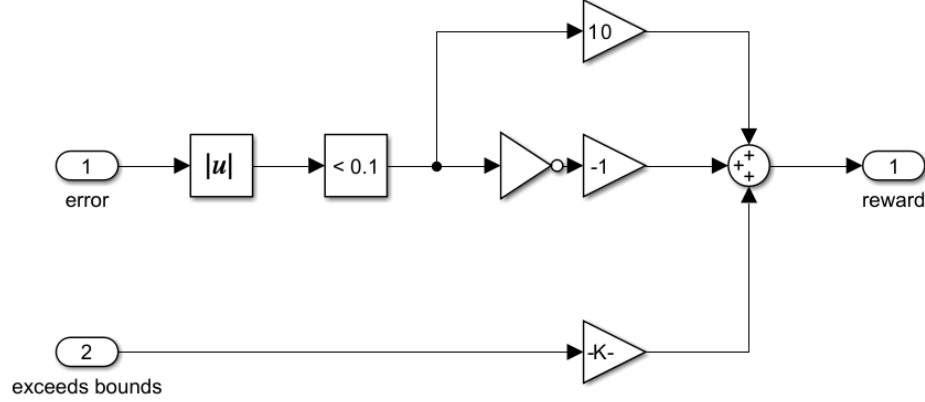 10
1
|u|
< 0.1
-1
+
+
+
1
error
reward
2
-K-
exceeds bounds